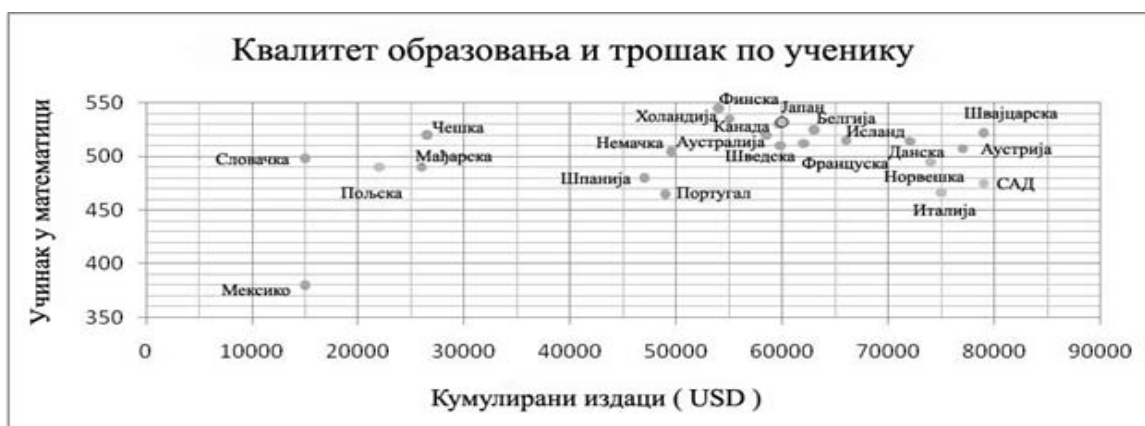 Квалитет образовања и трошак по ученику
Учинак у математици
550
500
450
400
350
Финска
Јапан
Холандија
Канада
Белгија
Швајцарска
Чешка
Немачка
Аустралија
Исланд
Словачка
Мађарска
Шведска
Француска
Данска
Аустрија
Пољска
Шпанија
Португал
Норвешка
САД
Италија
Мексико
0 10000 20000 30000 40000 50000 60000 70000 80000 90000
Кумулирани издаци ( USD )